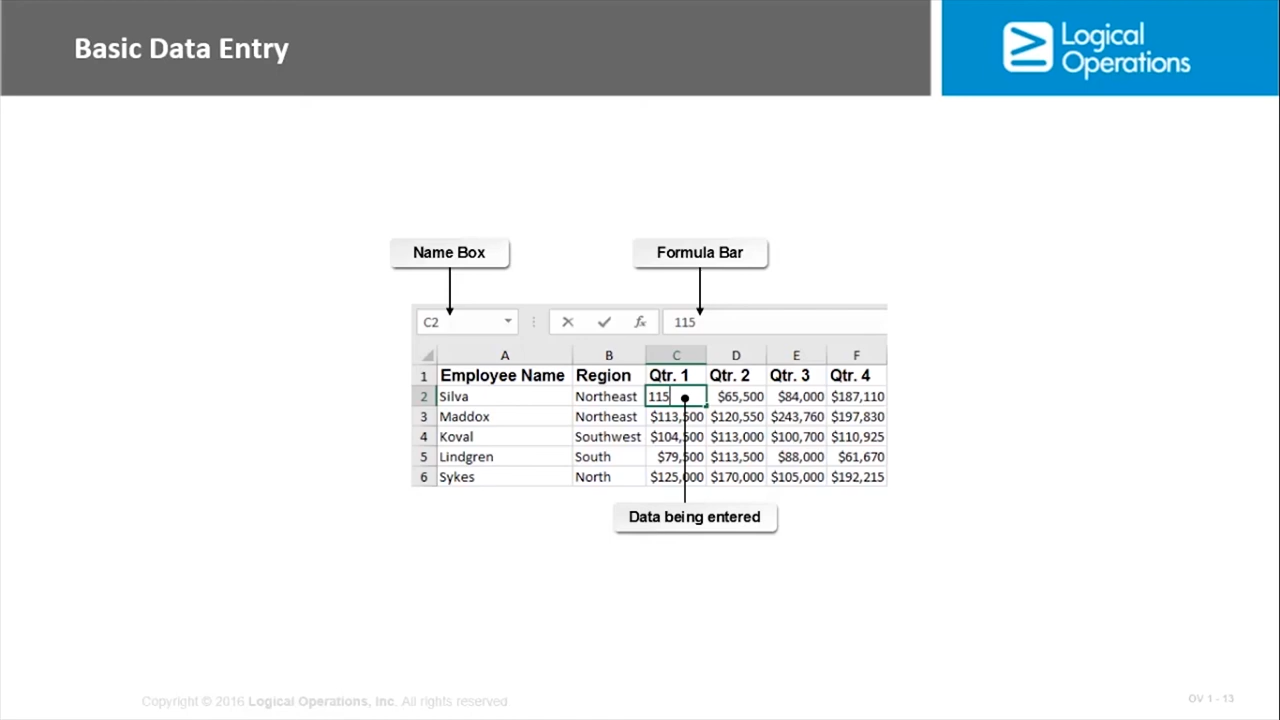 Basic Data Entry
Logical
Operations
Name Box
Formula Bar
C2 fx 115
A B C D E F
1 Employee Name Region Qtr. 1 Qtr. 2 Qtr. 3 Qtr. 4
2 Silva Northeast 115 $65,500 $84,000 $187,110
3 Maddox Northeast $113,500 $120,550 $243,760 $197,830
4 Koval Southwest $104,500 $113,000 $100,700 $110,925
5 Lindgren South $79,500 $113,500 $88,000 $61,670
6 Sykes North $125,000 $170,000 $105,000 $192,215
Data being entered
Copyright © 2016 Logical Operations, Inc. All rights reserved
OV 1 - 13